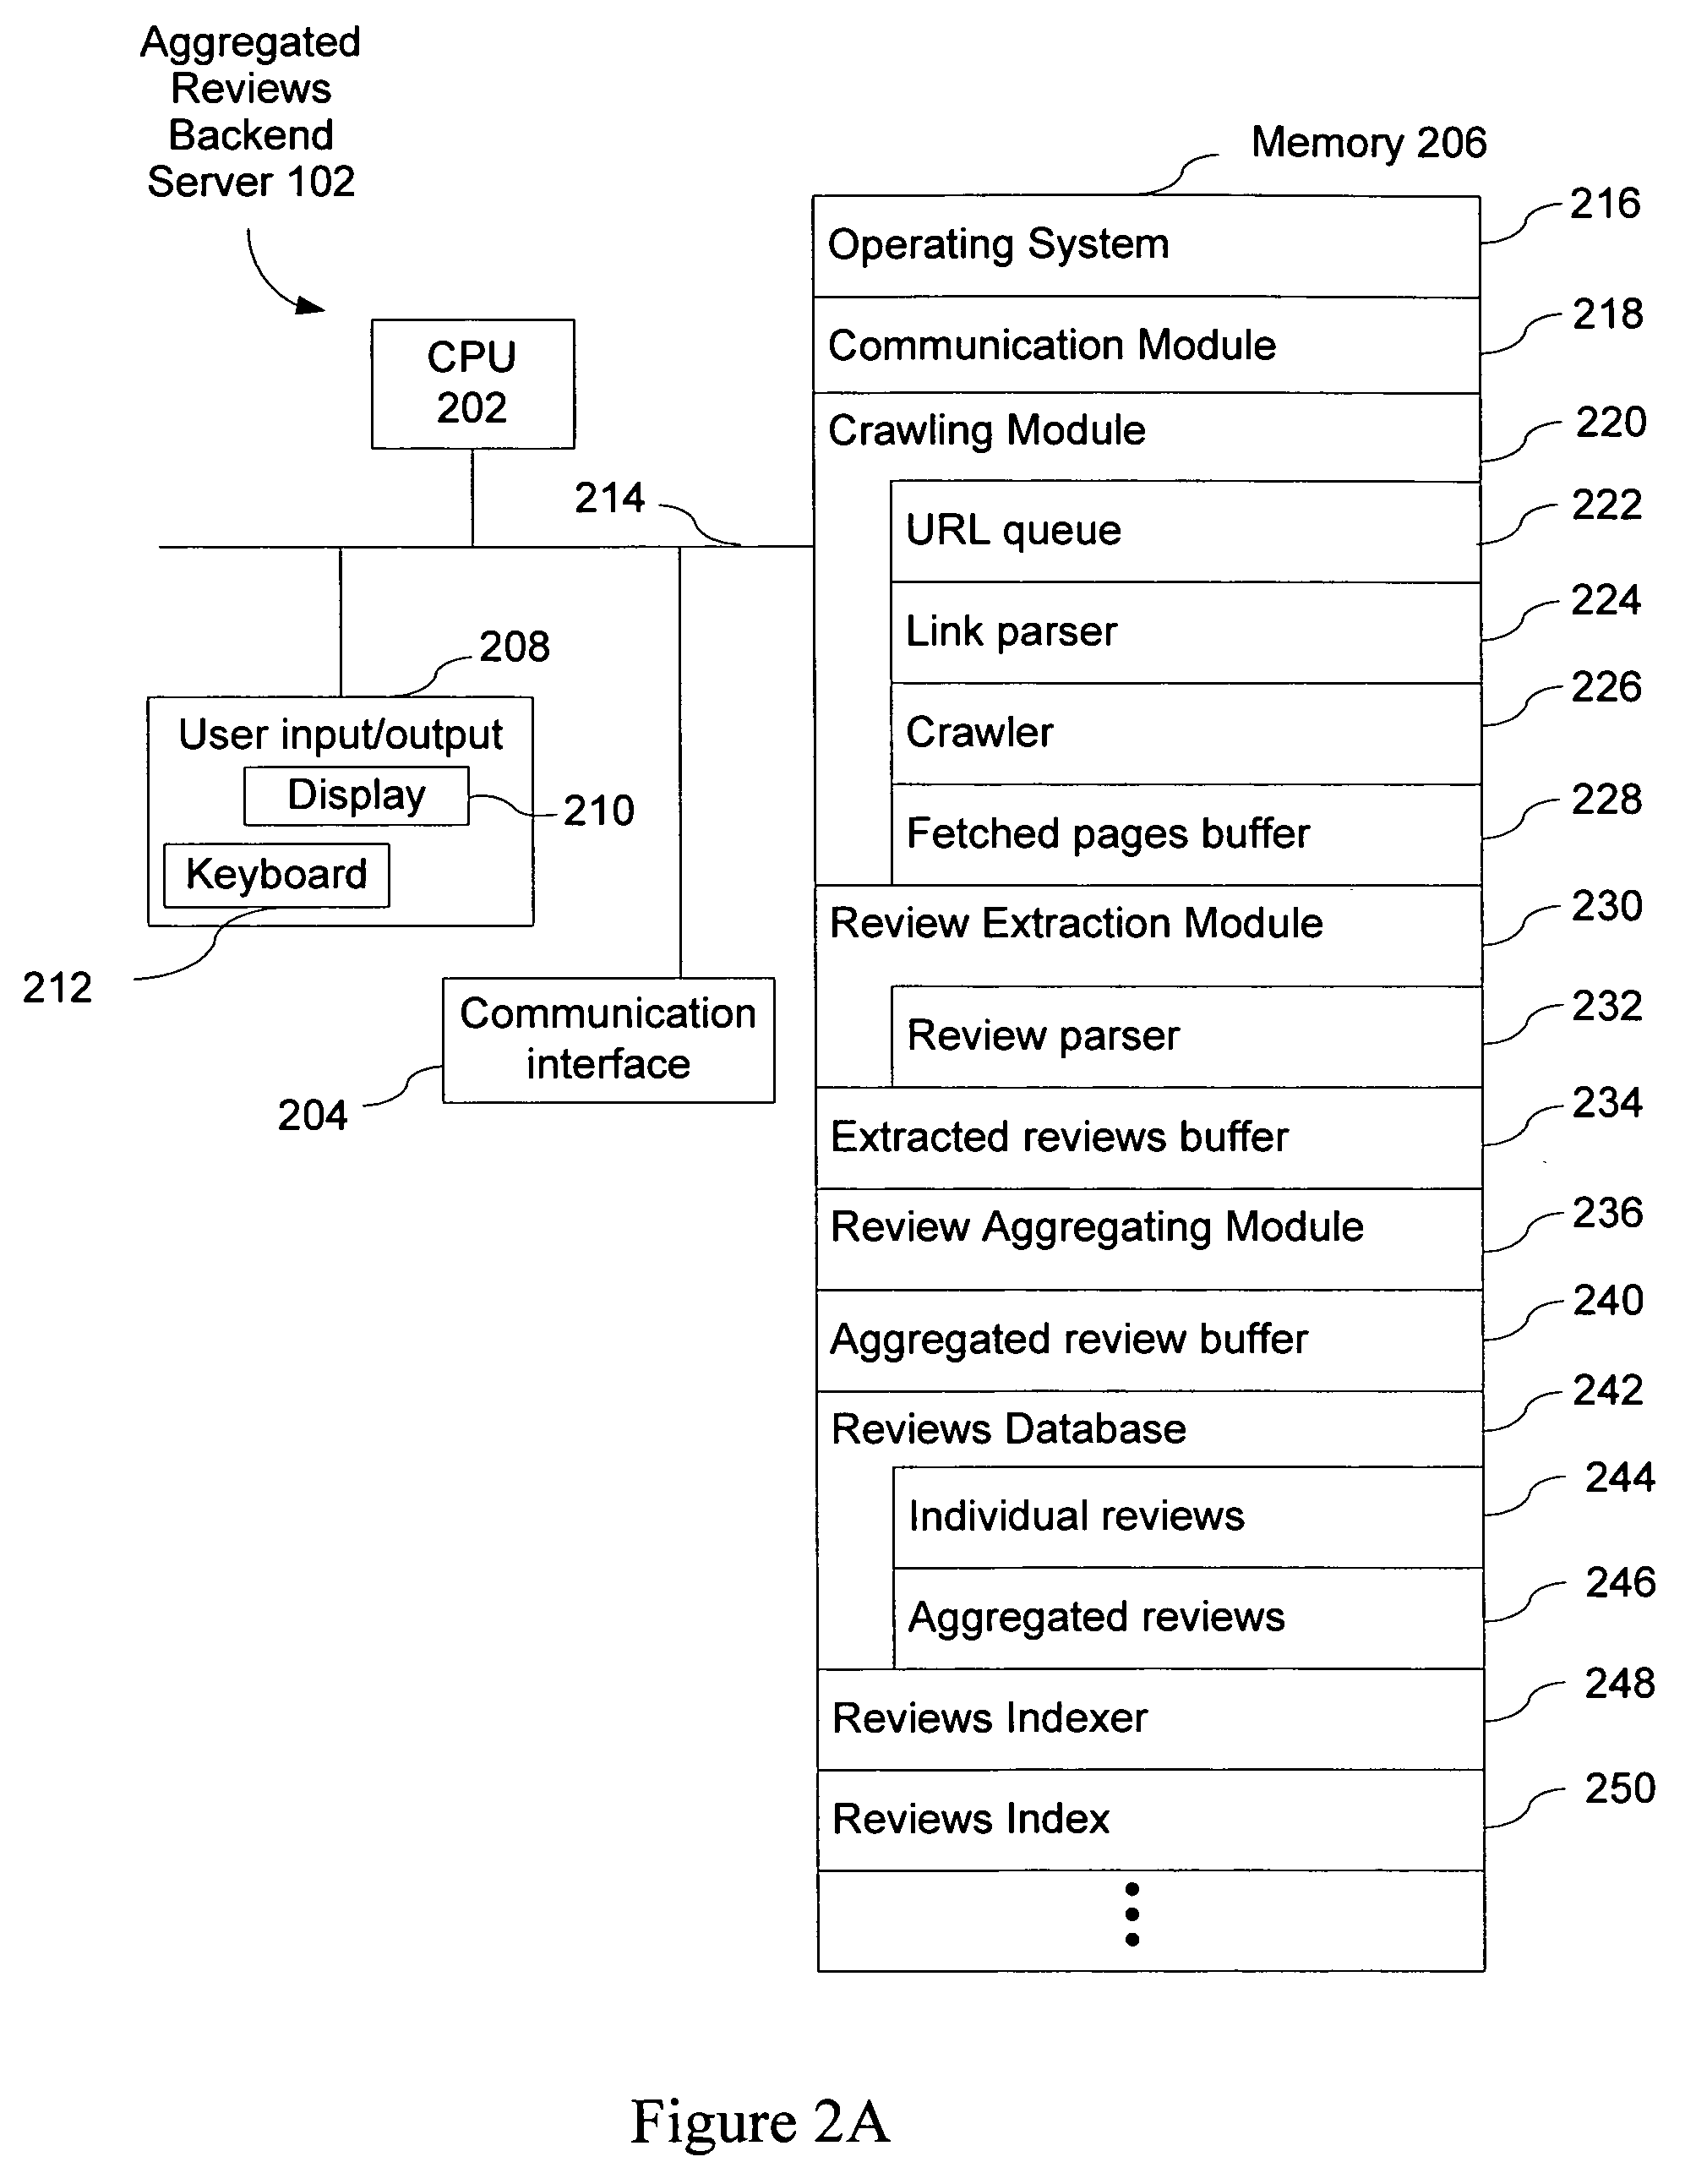 Aggregated
Reviews
Backend
Server 102
Memory 206
216
Operating System
218
Communication Module
CPU
202
220
Crawling Module
214
222
URL queue
224
Link parser
208
226
User input/output
Crawler
Display
210
228
Fetched pages buffer
Keyboard
230
Review Extraction Module
212
232
Communication
interface
Review parser
204
234
Extracted reviews buffer
236
Review Aggregating Module
240
Aggregated review buffer
242
Reviews Database
244
Individual reviews
246
Aggregated reviews
248
Reviews Indexer
250
Reviews Index
Figure 2A